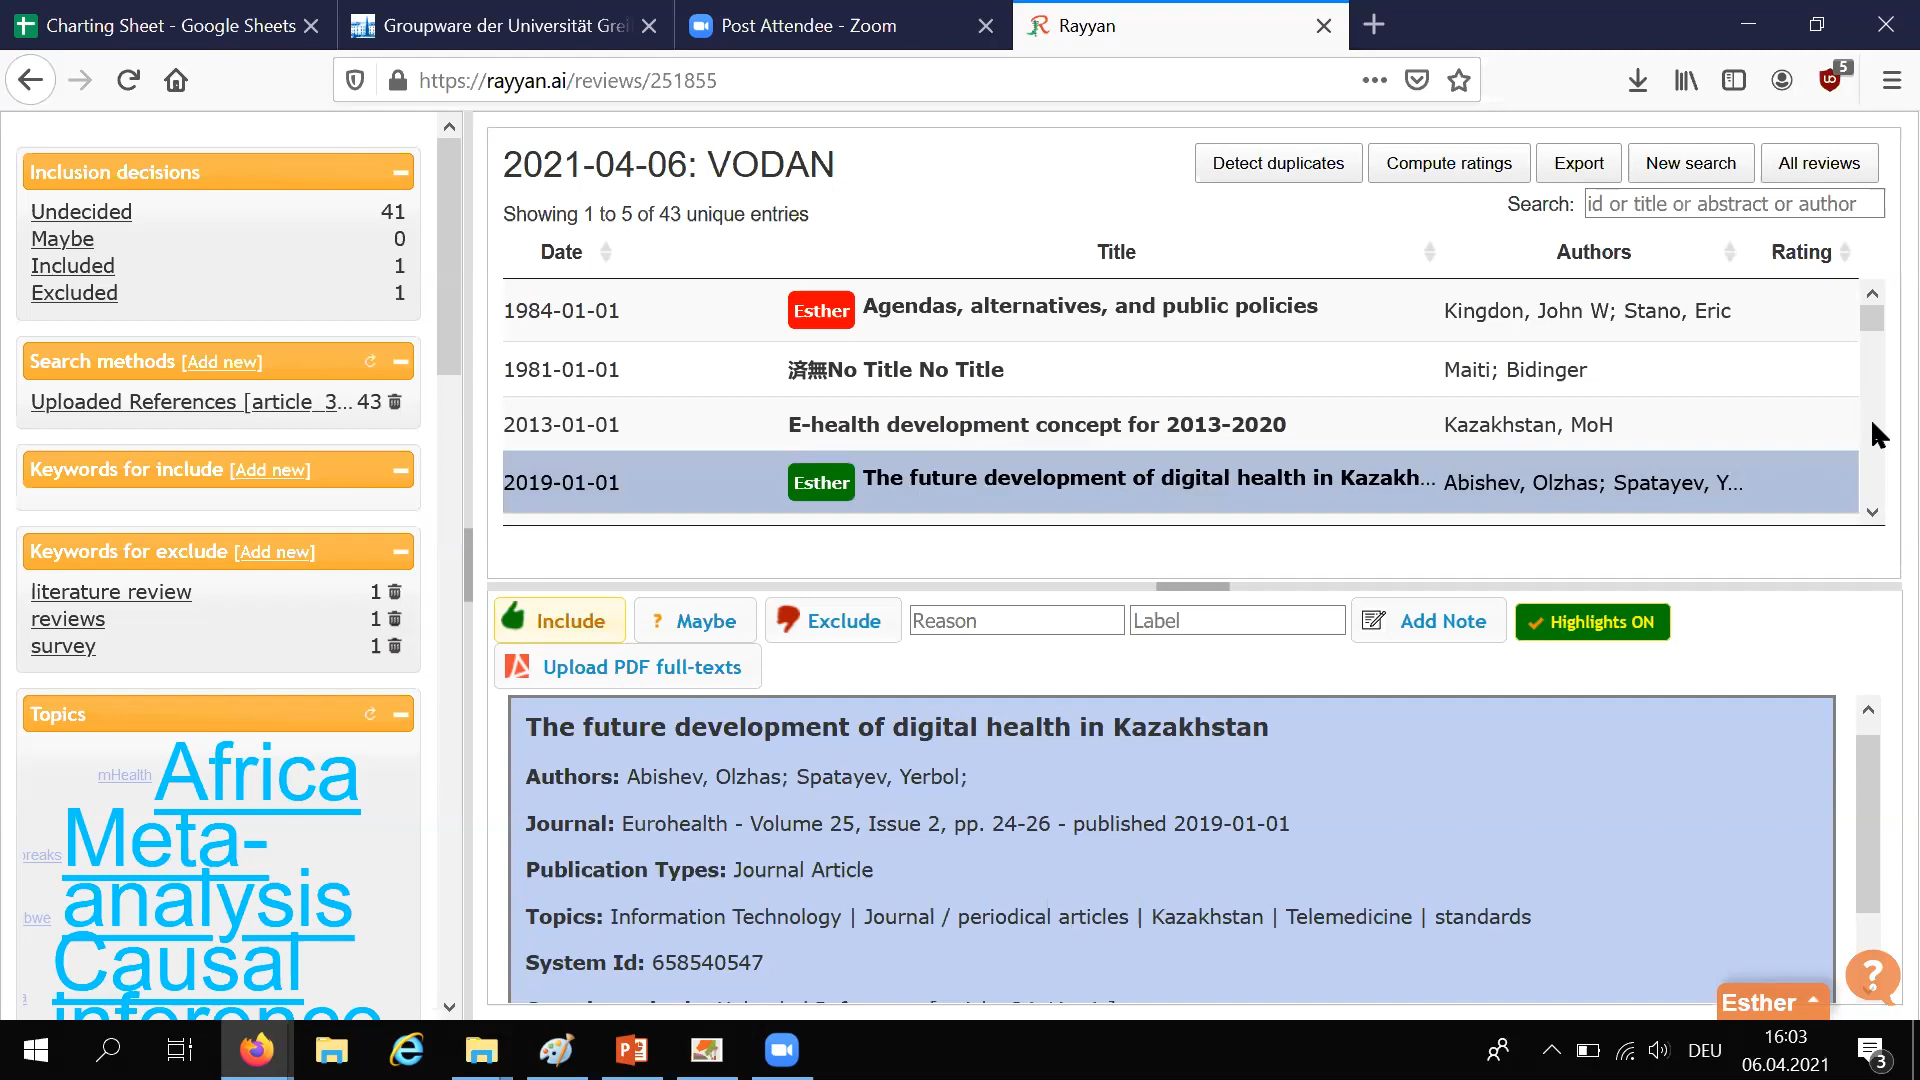 Charting Sheet - Google Sheets
Groupware der Universität Grei
Post Attendee - Zoom
Rayyan
https://rayyan.ai/reviews/251855
5
Inclusion decisions
Undecided 41
Maybe 0
Included 1
Excluded 1
Search methods [Add new]
Uploaded References [article_3... 43
Keywords for include [Add new]
Keywords for exclude [Add new]
literature review 1
reviews 1
survey 1
Topics
mHealth Africa
Meta-
reaks
analysis
bwe
Causal
inference
2021-04-06: VODAN
Detect duplicates Compute ratings Export New search All reviews
Showing 1 to 5 of 43 unique entries
Search: id or title or abstract or author
Date Title Authors Rating
1984-01-01 Esther Agendas, alternatives, and public policies Kingdon, John W; Stano, Eric
1981-01-01 済無No Title No Title Maiti; Bidinger
2013-01-01 E-health development concept for 2013-2020 Kazakhstan, MoH
2019-01-01 Esther The future development of digital health in Kazakh... Abishev, Olzhas; Spatayev, Y...
Include ? Maybe Exclude Reason Label Add Note Highlights ON
Upload PDF full-texts
The future development of digital health in Kazakhstan
Authors: Abishev, Olzhas; Spatayev, Yerbol;
Journal: Eurohealth - Volume 25, Issue 2, pp. 24-26 - published 2019-01-01
Publication Types: Journal Article
Topics: Information Technology | Journal / periodical articles | Kazakhstan | Telemedicine | standards
System Id: 658540547
?
Esther
DEU
16:03
06.04.2021
3